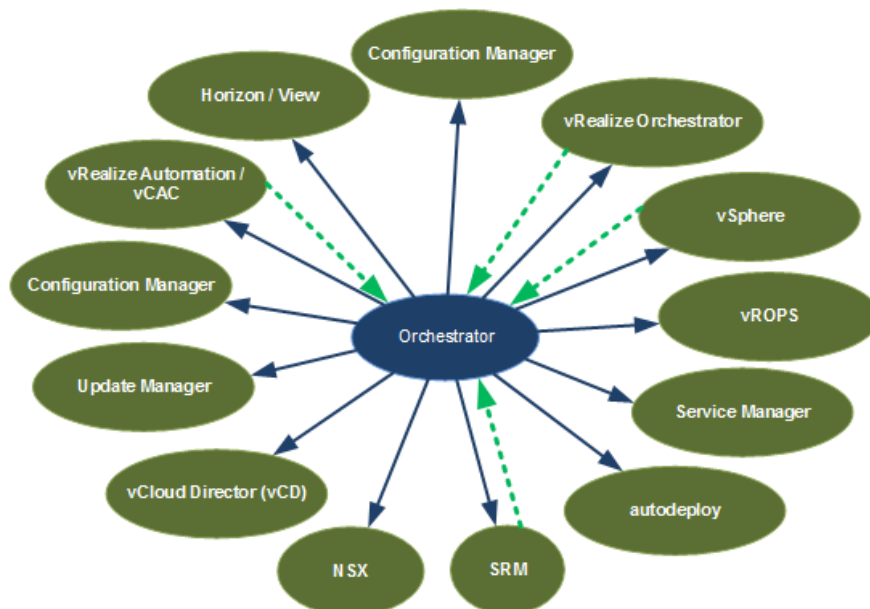 Configuration Manager
Horizon / View
vRealize Orchestrator
vRealize Automation /
vCAC
vSphere
Configuration Manager
vROPS
Orchestrator
Update Manager
Service Manager
vCloud Director (vCD)
autodeploy
NSX
SRM